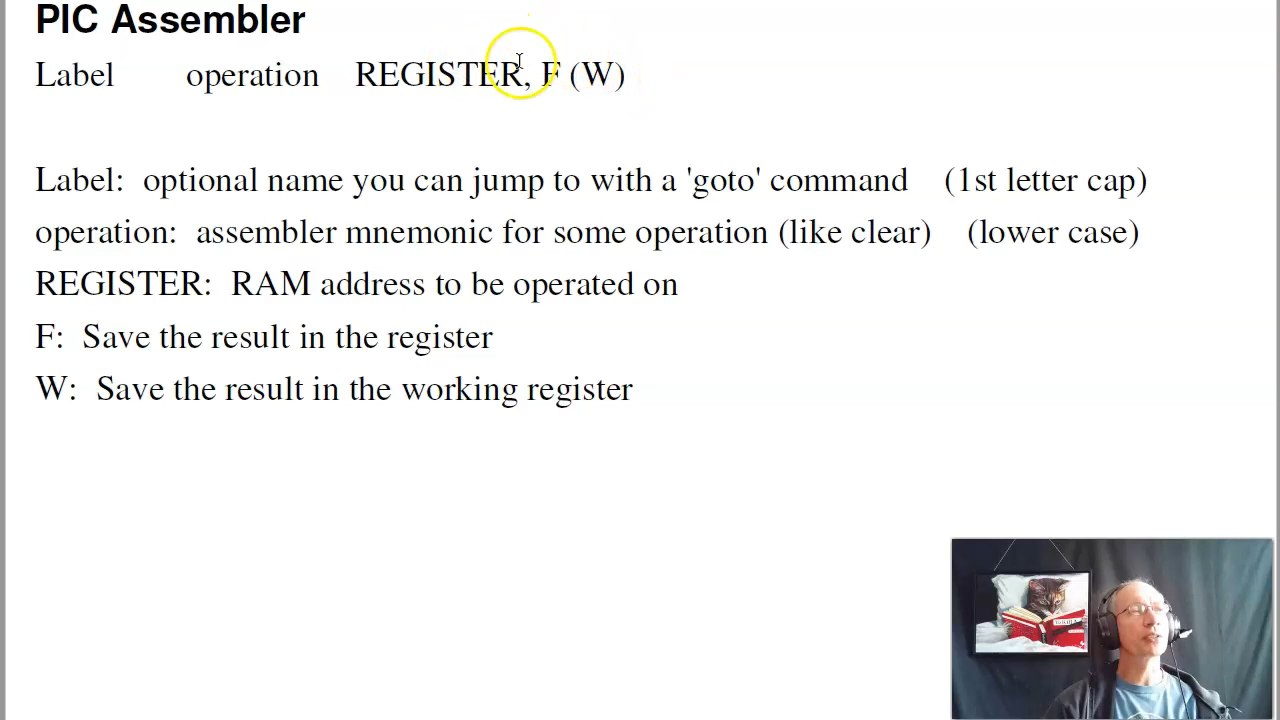 PIC Assembler
Label operation REGISTER, F (W)
Label: optional name you can jump to with a 'goto' command (1st letter cap)
operation: assembler mnemonic for some operation (like clear) (lower case)
REGISTER: RAM address to be operated on
F: Save the result in the register
W: Save the result in the working register